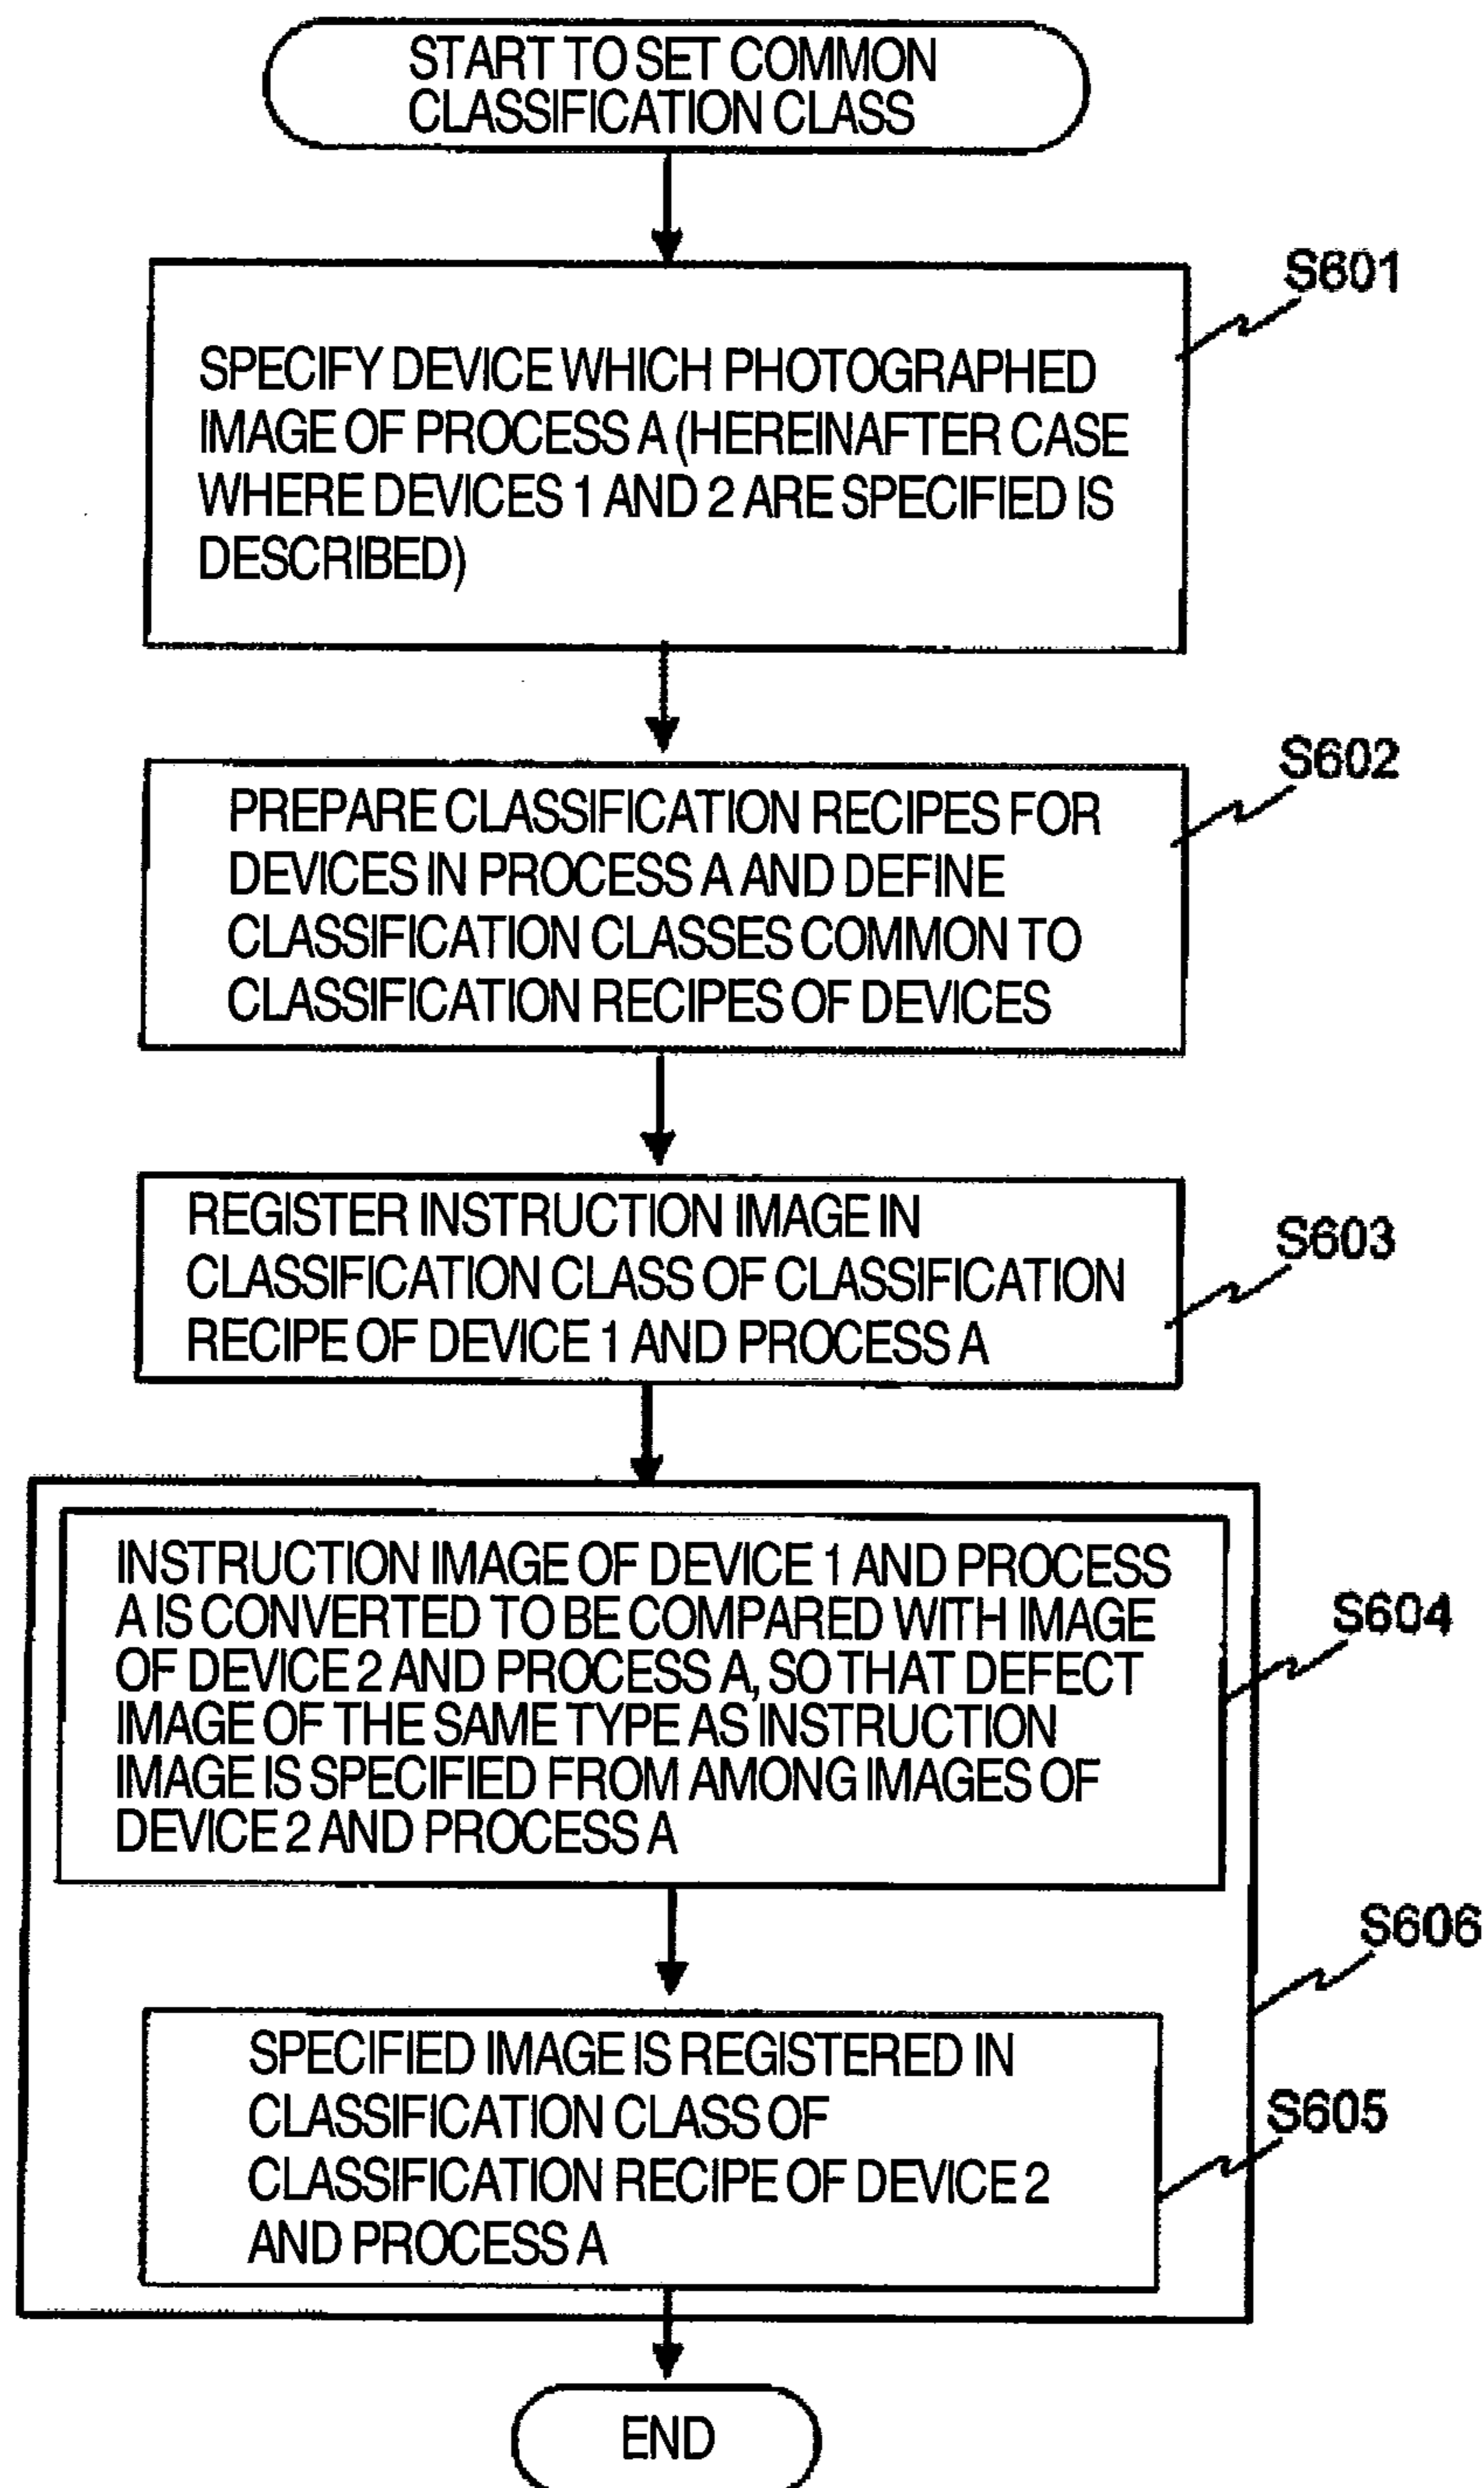 START TO SET COMMON
CLASSIFICATION CLASS
S601
SPECIFY DEVICE WHICH PHOTOGRAPHED
IMAGE OF PROCESS A (HEREINAFTER CASE
WHERE DEVICES 1 AND 2 ARE SPECIFIED IS
DESCRIBED)
S602
PREPARE CLASSIFICATION RECIPES FOR
DEVICES IN PROCESS A AND DEFINE
CLASSIFICATION CLASSES COMMON TO
CLASSIFICATION RECIPES OF DEVICES
S603
REGISTER INSTRUCTION IMAGE IN
CLASSIFICATION CLASS OF CLASSIFICATION
RECIPE OF DEVICE 1 AND PROCESS A
S604
INSTRUCTION IMAGE OF DEVICE 1 AND PROCESS
A IS CONVERTED TO BE COMPARED WITH IMAGE
OF DEVICE 2 AND PROCESS A, SO THAT DEFECT
IMAGE OF THE SAME TYPE AS INSTRUCTION
IMAGE IS SPECIFIED FROM AMONG IMAGES OF
DEVICE 2 AND PROCESS A
S606
SPECIFIED IMAGE IS REGISTERED IN
CLASSIFICATION CLASS OF
CLASSIFICATION RECIPE OF DEVICE 2
AND PROCESS A
S605
END